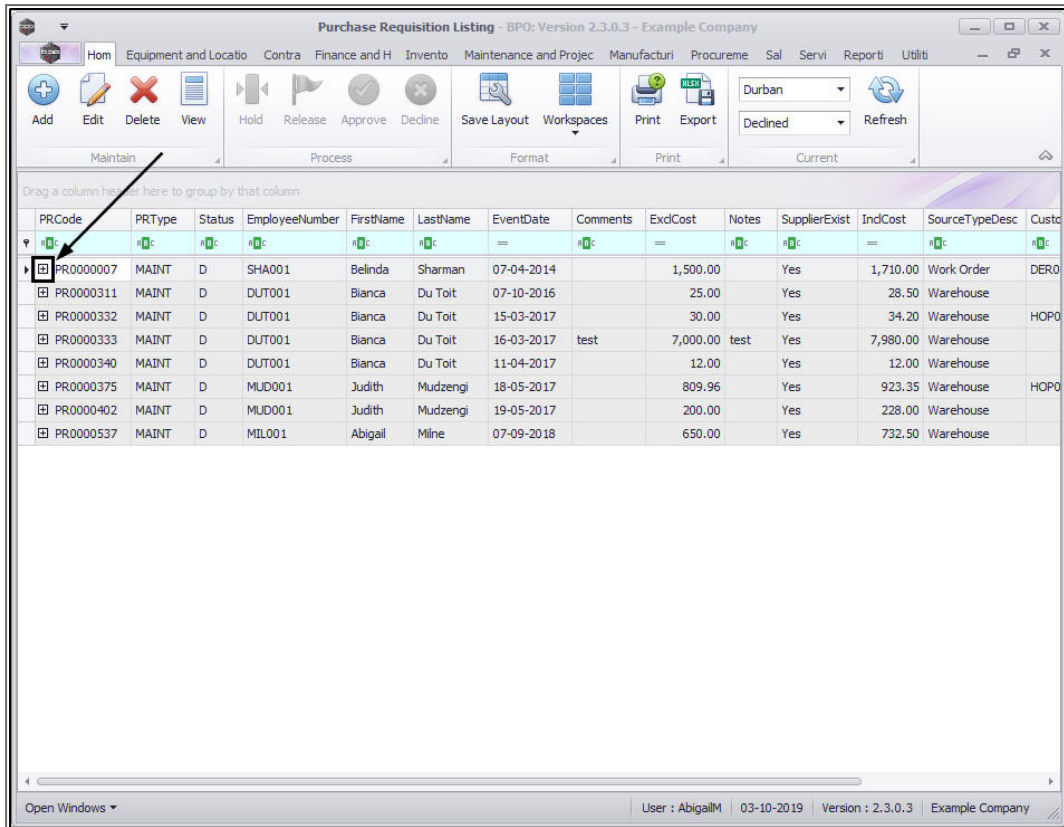 Purchase Requisition Listing - BPO: Version 2.3.0.3 - Example Company
Hom Equipment and Locatio Contra Finance and H Invento Maintenance and Projec Manufacturi Procureme Sal Servi Reporti Utiliti
Durban
Add Edit Delete View Hold Release Approve Decline Save Layout Workspaces Print Export Declined Refresh
Maintain Process Format Print Current
Drag a column header here to group by that column
PRCode PRType Status EmployeeNumber FirstName LastName EventDate Comments ExclCost Notes SupplierExist InclCost SourceTypeDesc Custo
PR0000007 MAINT D SHA001 Belinda Sharman 07-04-2014 1,500.00 Yes 1,710.00 Work Order DER0
PR0000311 MAINT D DUT001 Bianca Du Toit 07-10-2016 25.00 Yes 28.50 Warehouse
PR0000332 MAINT D DUT001 Bianca Du Toit 15-03-2017 30.00 Yes 34.20 Warehouse HOP0
PR0000333 MAINT D DUT001 Bianca Du Toit 16-03-2017 test 7,000.00 test Yes 7,980.00 Warehouse
PR0000340 MAINT D DUT001 Bianca Du Toit 11-04-2017 12.00 Yes 12.00 Warehouse
PR0000375 MAINT D MUD001 Judith Mudzengi 18-05-2017 809.96 Yes 923.35 Warehouse HOP0
PR0000402 MAINT D MUD001 Judith Mudzengi 19-05-2017 200.00 Yes 228.00 Warehouse
PR0000537 MAINT D MIL001 Abigail Milne 07-09-2018 650.00 Yes 732.50 Warehouse
Open Windows User : AbigailM 03-10-2019 Version : 2.3.0.3 Example Company